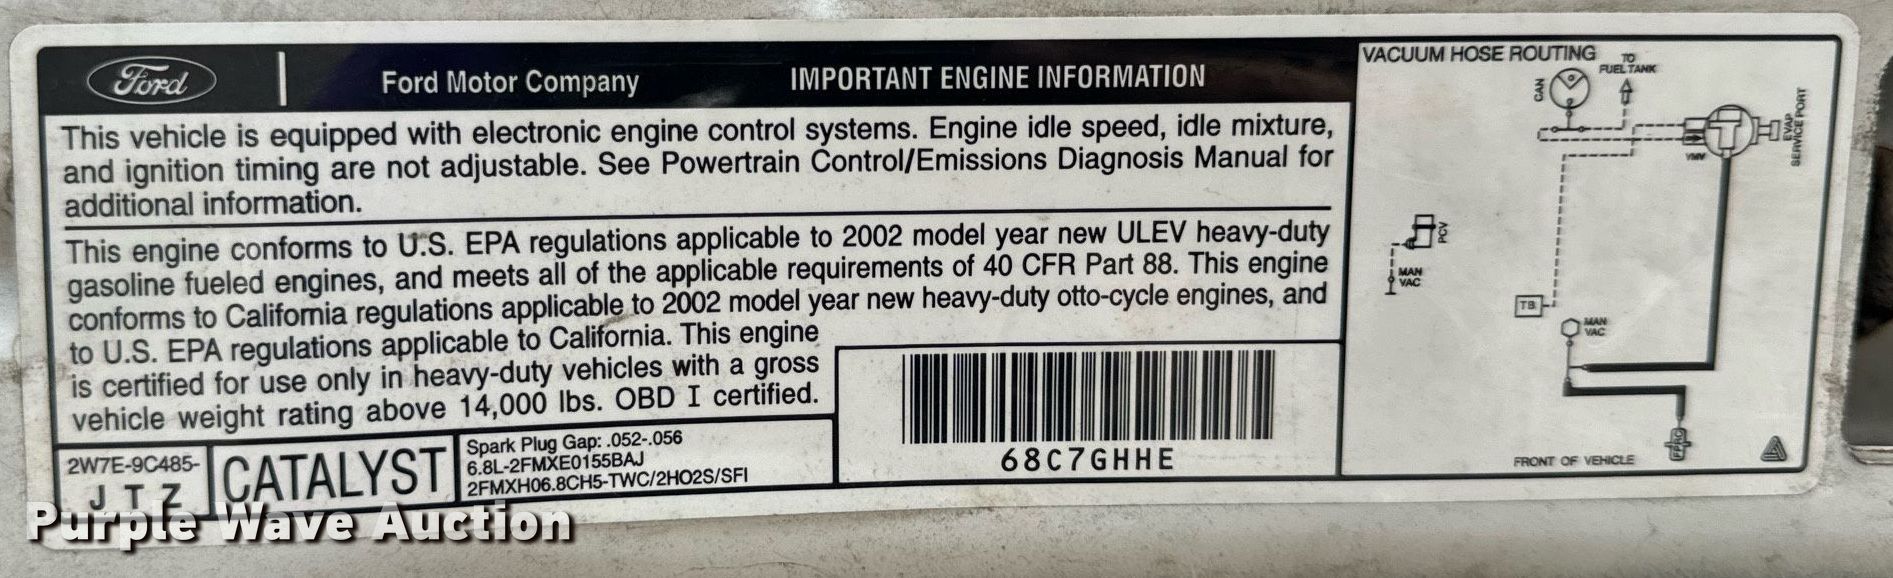 Ford
Ford Motor Company
IMPORTANT ENGINE INFORMATION
This vehicle is equipped with electronic engine control systems. Engine idle speed, idle mixture,
and ignition timing are not adjustable. See Powertrain Control/Emissions Diagnosis Manual for
additional information.
This engine conforms to U.S. EPA regulations applicable to 2002 model year new ULEV heavy-duty
gasoline fueled engines, and meets all of the applicable requirements of 40 CFR Part 88. This engine
conforms to California regulations applicable to 2002 model year new heavy-duty otto-cycle engines, and
to U.S. EPA regulations applicable to California. This engine
is certified for use only in heavy-duty vehicles with a gross
vehicle weight rating above 14,000 lbs. OBD I certified.
2W7E-9C485-
J T Z
CATALYST
Spark Plug Gap: .052-.056
6.8L-2FMXE0155BAJ
2FMXH06.8CH5-TWC/2HO2S/SFI
68C7GHHE
VACUUM HOSE ROUTING
TO
FUEL TANK
CAN
EVAP
SERVICE PORT
VMV
PCV
MAN
VAC
TB
MAN
VAC
FPRG
FRONT OF VEHICLE
Purple Wave Auction